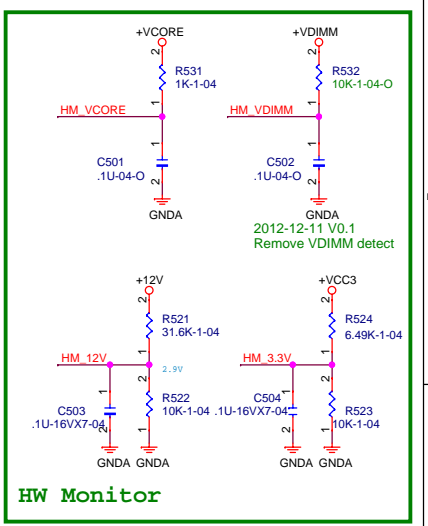 +VCORE
2
R531
1K-1-04
1
HM_VCORE
1
C501
.1U-04-O
2
GNDA
+VDIMM
2
R532
10K-1-04-O
1
HM_VDIMM
1
C502
.1U-04-O
2
GNDA
2012-12-11 V0.1
Remove VDIMM detect
+12V
2
R521
31.6K-1-04
1
HM_12V
2.9V
1
2
C503
.1U-16VX7-04
2
R522
10K-1-04
1
GNDA
GNDA
+VCC3
2
R524
6.49K-1-04
1
HM_3.3V
1
2
C504
.1U-16VX7-04
2
R523
10K-1-04
1
GNDA
GNDA
HW Monitor